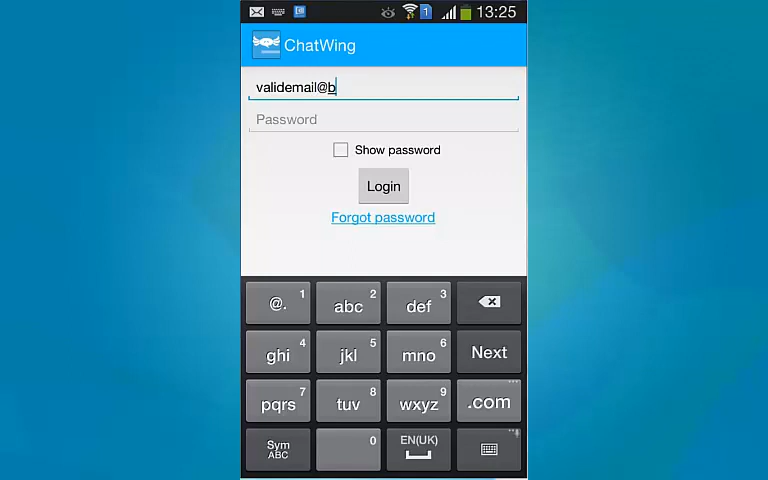 1 13:25
ChatWing
validemail@b
Password
Show password
Login
Forgot password
@. 1 abc 2 def 3
ghi 4 jkl 5 mno 6 Next
pqrs 7 tuv 8 wxyz 9 .com
Sym ABC 0 EN(UK)